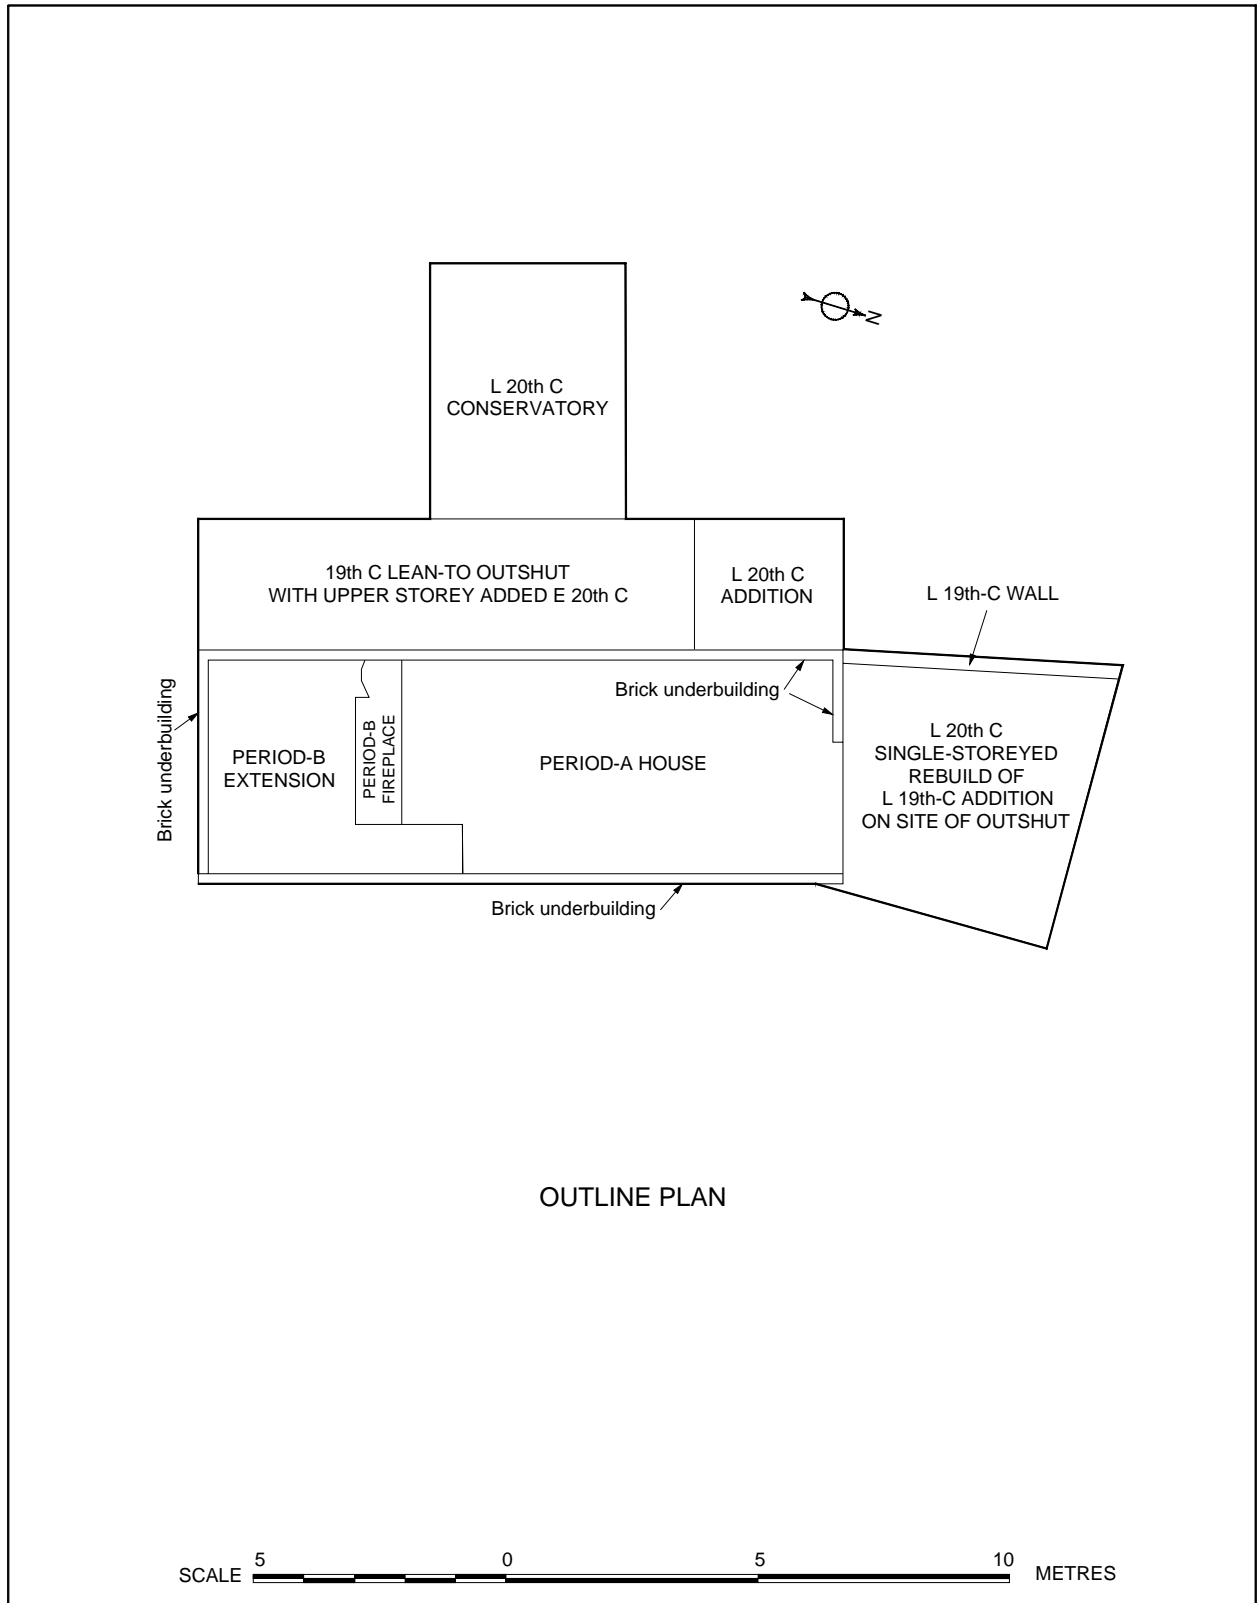 N
L 20th C
CONSERVATORY
19th C LEAN-TO OUTSHUT
WITH UPPER STOREY ADDED E 20th C
L 20th C
ADDITION
L 19th-C WALL
Brick underbuilding
Brick underbuilding
PERIOD-B
EXTENSION
PERIOD-B
FIREPLACE
PERIOD-A HOUSE
L 20th C
SINGLE-STOREYED
REBUILD OF
L 19th-C ADDITION
ON SITE OF OUTSHUT
Brick underbuilding
OUTLINE PLAN
SCALE 5 0 5 10 METRES